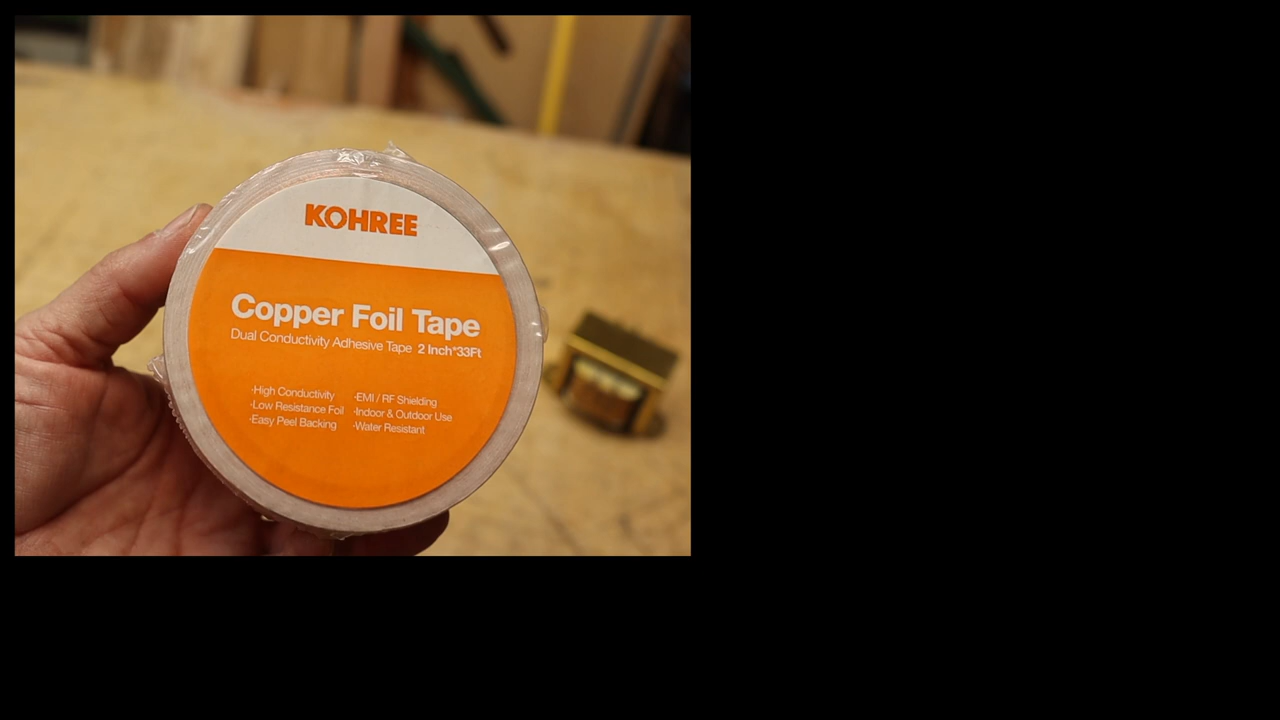 KOHREE
Copper Foil Tape
Dual Conductivity Adhesive Tape 2 Inch*33Ft
·High Conductivity
·Low Resistance Foil
·Easy Peel Backing
·EMI / RF Shielding
·Indoor & Outdoor Use
·Water Resistant